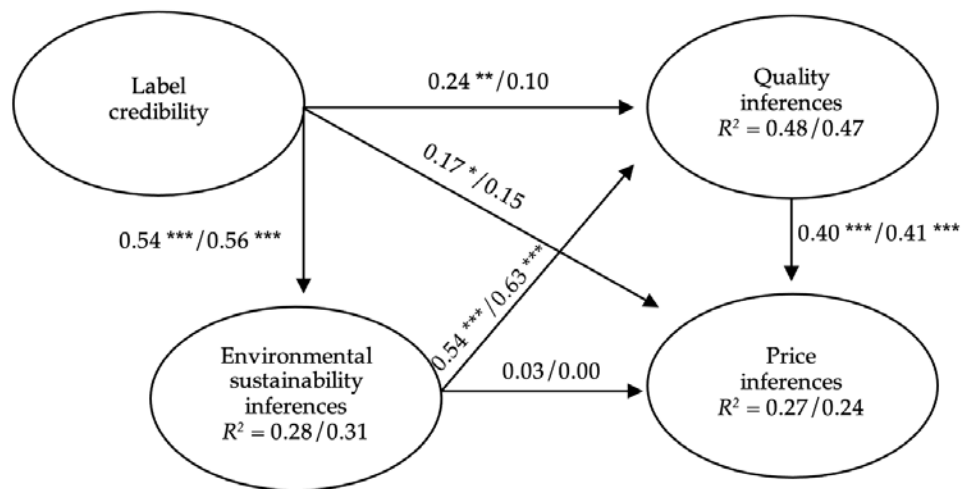 Label
credibility
0.24 **/0.10
Quality
inferences
R² = 0.48/0.47
0.17 */0.15
0.54 ***/0.56 ***
0.40 ***/0.41 ***
0.54 ***/0.63 ***
Environmental
sustainability
inferences
R² = 0.28/0.31
0.03/0.00
Price
inferences
R² = 0.27/0.24